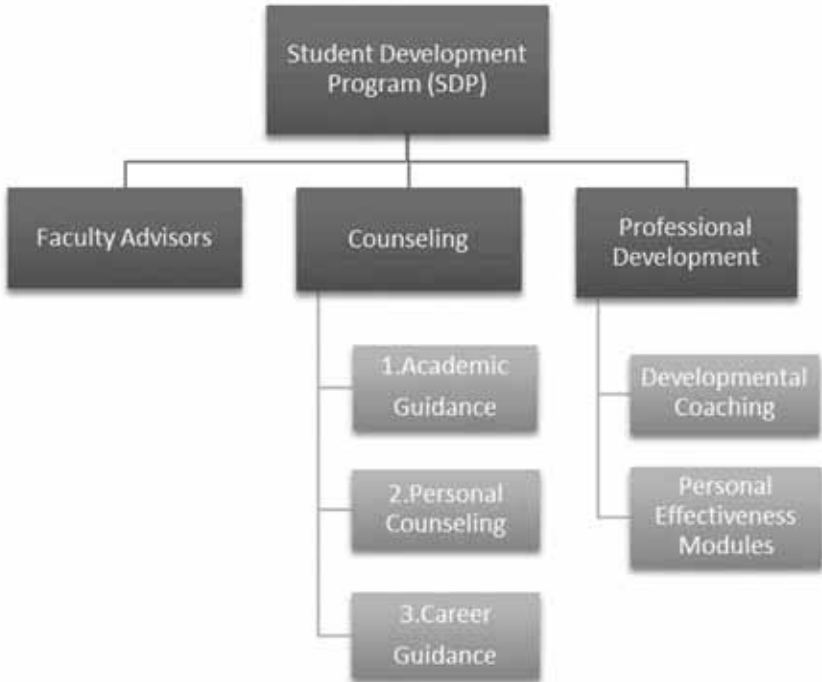 Student Development
Program (SDP)
Faculty Advisors
Counseling
Professional
Development
1.Academic
Guidance
2.Personal
Counseling
3.Career
Guidance
Developmental
Coaching
Personal
Effectiveness
Modules